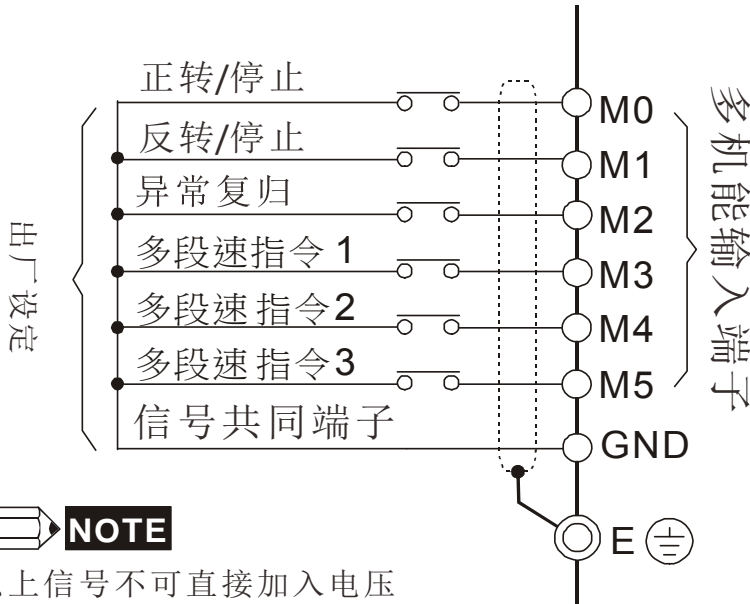 正转/停止
M0
反转/停止
M1
异常复归
M2
多段速指令 1
M3
多段速指令2
M4
多段速指令3
M5
信号共同端子
GND
E
出厂设定
多机能输入端子
NOTE
上信号不可直接加入电压